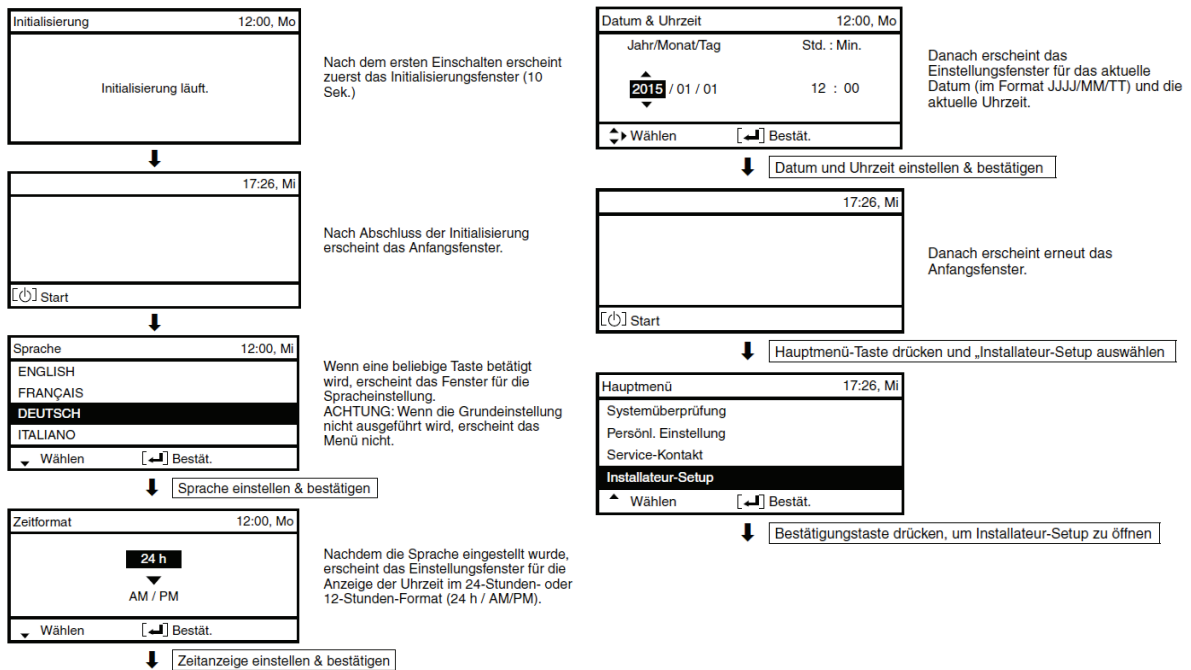 Initialisierung 12:00, Mo
Initialisierung läuft.
Nach dem ersten Einschalten erscheint
zuerst das Initialisierungsfenster (10
Sek.)
17:26, Mi
Start
Nach Abschluss der Initialisierung
erscheint das Anfangsfenster.
Sprache 12:00, Mi
ENGLISH
FRANÇAIS
DEUTSCH
ITALIANO
Wählen Bestät.
Wenn eine beliebige Taste betätigt
wird, erscheint das Fenster für die
Spracheinstellung.
ACHTUNG: Wenn die Grundeinstellung
nicht ausgeführt wird, erscheint das
Menü nicht.
Sprache einstellen & bestätigen
Zeitformat 12:00, Mo
24 h
AM / PM
Wählen Bestät.
Nachdem die Sprache eingestellt wurde,
erscheint das Einstellungsfenster für die
Anzeige der Uhrzeit im 24-Stunden- oder
12-Stunden-Format (24 h / AM/PM).
Zeitanzeige einstellen & bestätigen
Datum & Uhrzeit 12:00, Mo
Jahr/Monat/Tag Std. : Min.
2015 / 01 / 01 12 : 00
Wählen Bestät.
Danach erscheint das
Einstellungsfenster für das aktuelle
Datum (im Format JJJJ/MM/TT) und die
aktuelle Uhrzeit.
Datum und Uhrzeit einstellen & bestätigen
17:26, Mi
Start
Danach erscheint erneut das
Anfangsfenster.
Hauptmenü-Taste drücken und „Installateur-Setup auswählen
Hauptmenü 17:26, Mi
Systemüberprüfung
Persönl. Einstellung
Service-Kontakt
Installateur-Setup
Wählen Bestät.
Bestätigungstaste drücken, um Installateur-Setup zu öffnen